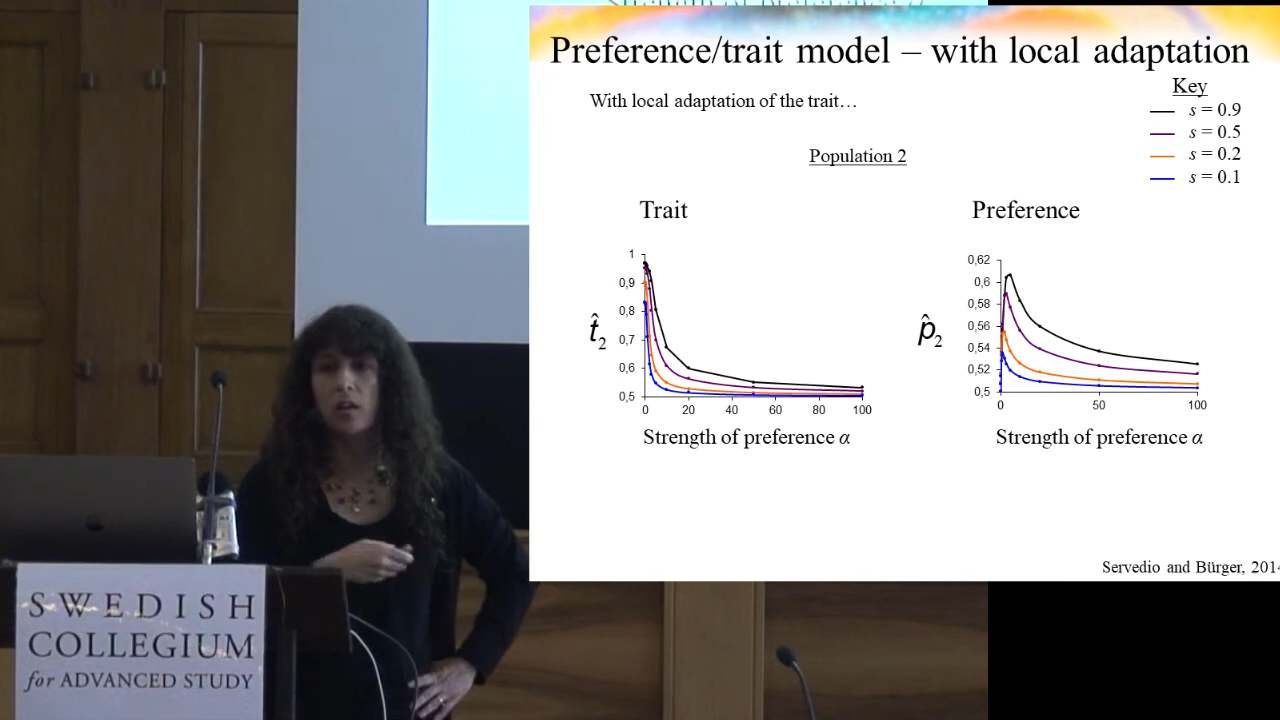 Preference/trait model – with local adaptation
With local adaptation of the trait…
Key
s = 0.9
s = 0.5
s = 0.2
s = 0.1
Population 2
Trait
Preference
1
0,9
0,8
0,7
0,6
0,5
t̂2
0 20 40 60 80 100
Strength of preference α
0,62
0,6
0,58
0,56
0,54
0,52
0,5
p̂2
0 50 100
Strength of preference α
Servedio and Bürger, 2014
SWEDISH
COLLEGIUM
for ADVANCED STUDY